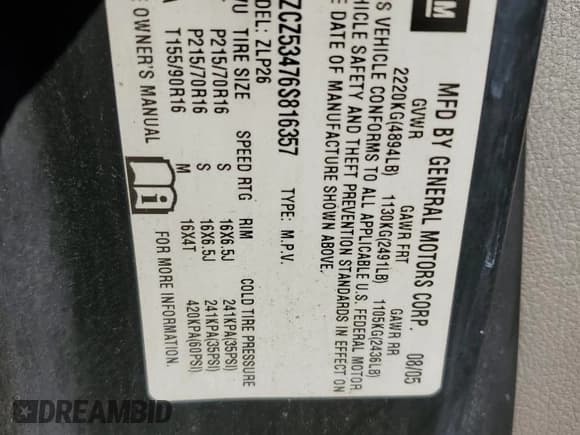 GM
MFD BY GENERAL MOTORS CORP. 08/05
GVWR GAWR FRT GAWR RR
2220KG(4894LB) 1130KG(2491LB) 1105KG(2436LB)
S VEHICLE CONFORMS TO ALL APPLICABLE U.S. FEDERAL MOTOR
HICLE SAFETY AND THEFT PREVENTION STANDARDS IN EFFECT ON
E DATE OF MANUFACTURE SHOWN ABOVE.
ZCZ53476S816357 TYPE: M.P.V.
MODEL: ZLP26
TIRE SIZE SPEED RTG RIM COLD TIRE PRESSURE
P215/70R16 S 16X6.5J 241KPA(35PSI)
P215/70R16 S 16X6.5J 241KPA(35PSI)
T155/90R16 M 16X4T 420KPA(60PSI)
OWNER'S MANUAL FOR MORE INFORMATION.
DREAMBID